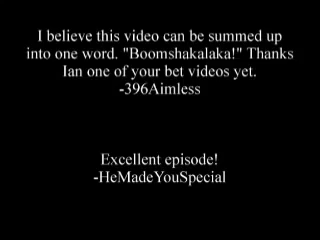 I believe this video can be summed up
into one word. "Boomshakalaka!" Thanks
Ian one of your bet videos yet.
-396Aimless
Excellent episode!
-HeMadeYouSpecial